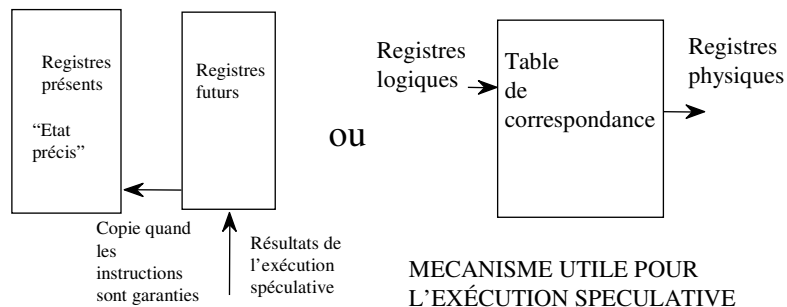 Registres
présents
“Etat
précis”
Registres
futurs
Copie quand
les
instructions
sont garanties
Résultats de
l’exécution
spéculative
ou
Registres
logiques
Table
de
correspondance
Registres
physiques
MECANISME UTILE POUR
L’EXÉCUTION SPECULATIVE